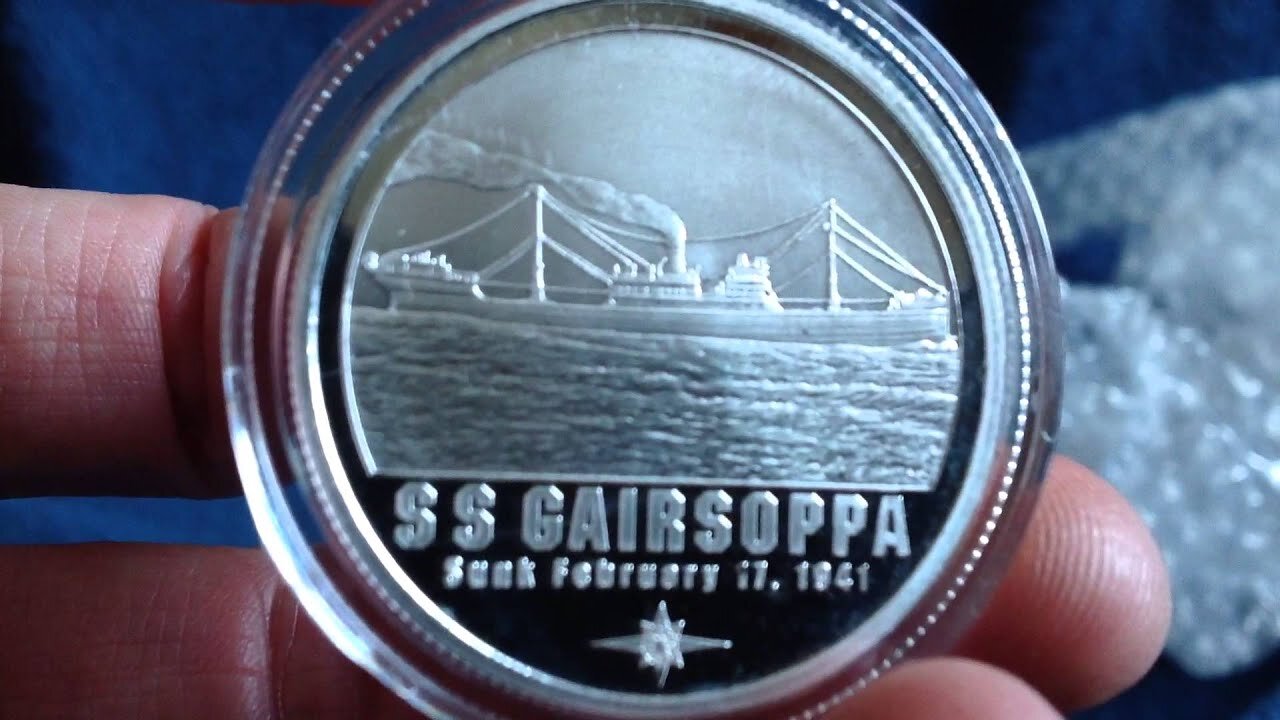 SS GAIRSOPPA
Sunk February 17, 1941